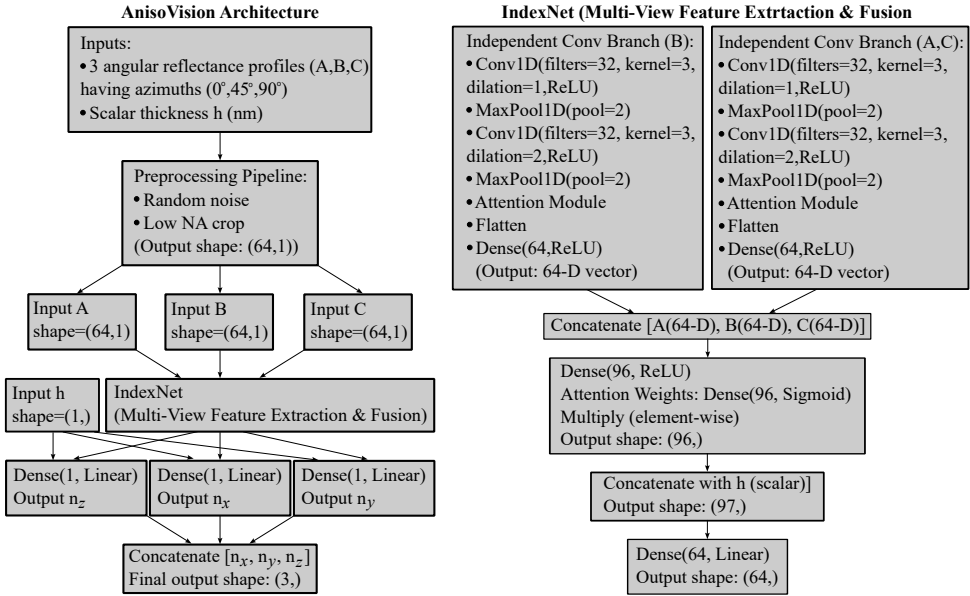 AnisoVision Architecture
Inputs:
• 3 angular reflectance profiles (A,B,C)
having azimuths (0°,45°,90°)
• Scalar thickness h (nm)
Preprocessing Pipeline:
• Random noise
• Low NA crop
(Output shape: (64,1))
Input A
shape=(64,1)
Input B
shape=(64,1)
Input C
shape=(64,1)
Input h
shape=(1,)
IndexNet
(Multi-View Feature Extraction & Fusion)
Dense(1, Linear)
Output n_z
Dense(1, Linear)
Output n_x
Dense(1, Linear)
Output n_y
Concatenate [n_x, n_y, n_z]
Final output shape: (3,)
IndexNet (Multi-View Feature Extrtaction & Fusion
Independent Conv Branch (B):
• Conv1D(filters=32, kernel=3,
dilation=1,ReLU)
• MaxPool1D(pool=2)
• Conv1D(filters=32, kernel=3,
dilation=2,ReLU)
• MaxPool1D(pool=2)
• Attention Module
• Flatten
• Dense(64,ReLU)
(Output: 64-D vector)
Independent Conv Branch (A,C):
• Conv1D(filters=32, kernel=3,
dilation=1,ReLU)
• MaxPool1D(pool=2)
• Conv1D(filters=32, kernel=3,
dilation=2,ReLU)
• MaxPool1D(pool=2)
• Attention Module
• Flatten
• Dense(64,ReLU)
(Output: 64-D vector)
Concatenate [A(64-D), B(64-D), C(64-D)]
Dense(96, ReLU)
Attention Weights: Dense(96, Sigmoid)
Multiply (element-wise)
Output shape: (96,)
Concatenate with h (scalar)]
Output shape: (97,)
Dense(64, Linear)
Output shape: (64,)